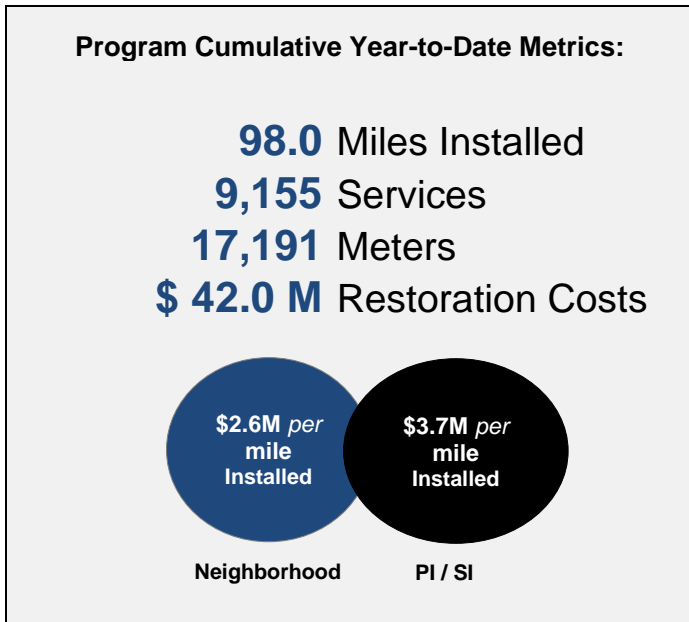 Program Cumulative Year-to-Date Metrics:
98.0 Miles Installed
9,155 Services
17,191 Meters
$ 42.0 M Restoration Costs
$2.6M per
mile
Installed
$3.7M per
mile
Installed
Neighborhood
PI / SI